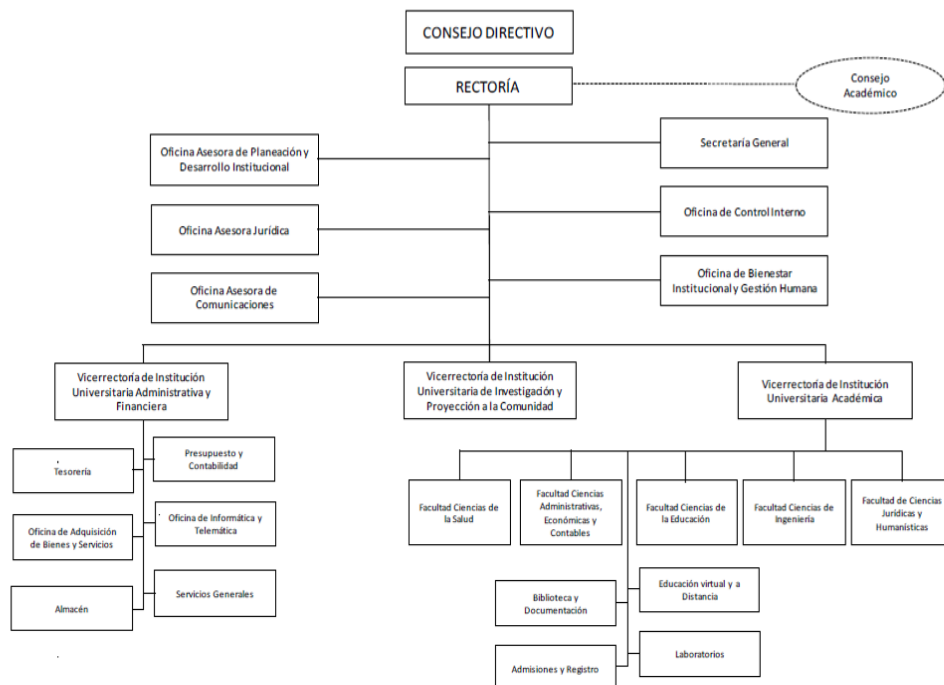 CONSEJO DIRECTIVO
RECTORÍA
Consejo
Académico
Oficina Asesora de Planeación y
Desarrollo Institucional
Secretaría General
Oficina Asesora Jurídica
Oficina de Control Interno
Oficina Asesora de
Comunicaciones
Oficina de Bienestar
Institucional y Gestión Humana
Vicerrectoría de Institución
Universitaria Administrativa y
Financiera
Vicerrectoría de Institución
Universitaria de Investigación y
Proyección a la Comunidad
Vicerrectoría de Institución
Universitaria Académica
Tesorería
Presupuesto y
Contabilidad
Oficina de Adquisición
de Bienes y Servicios
Oficina de Informática y
Telemática
Almacén
Servicios Generales
Facultad Ciencias de
la Salud
Facultad Ciencias
Administrativas,
Económicas y
Contables
Facultad Ciencias de
la Educación
Facultad Ciencias de
Ingeniería
Facultad de Ciencias
Jurídicas y
Humanísticas
Biblioteca y
Documentación
Educación virtual y a
Distancia
Admisiones y Registro
Laboratorios